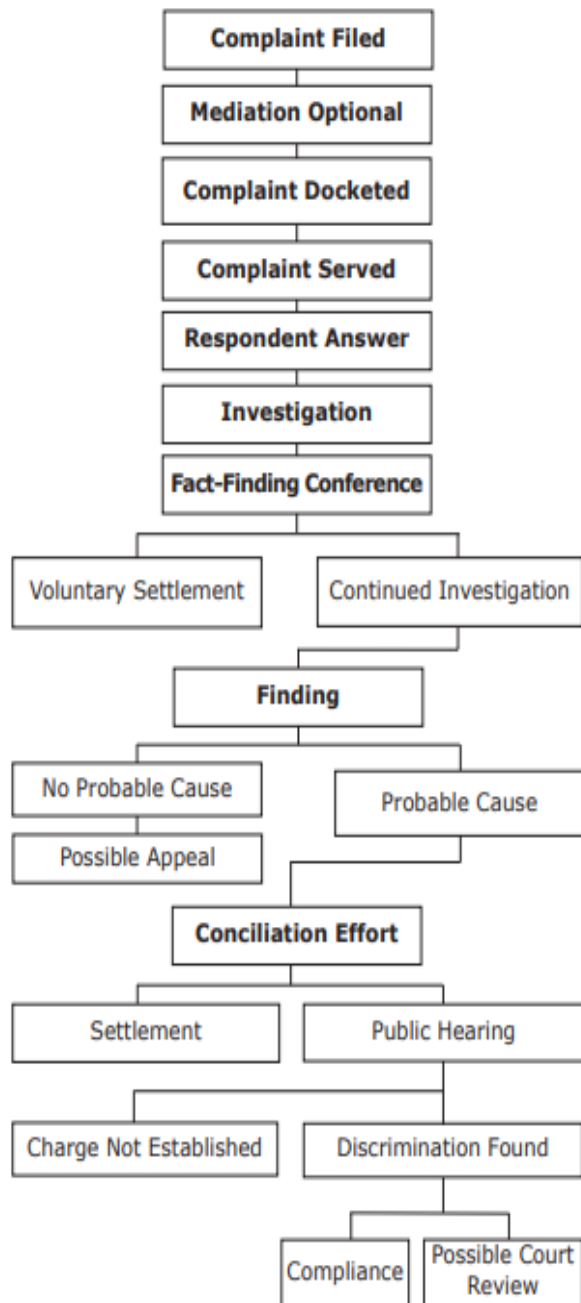 Complaint Filed
Mediation Optional
Complaint Docketed
Complaint Served
Respondent Answer
Investigation
Fact-Finding Conference
Voluntary Settlement
Continued Investigation
Finding
No Probable Cause
Probable Cause
Possible Appeal
Conciliation Effort
Settlement
Public Hearing
Charge Not Established
Discrimination Found
Compliance
Possible Court
Review